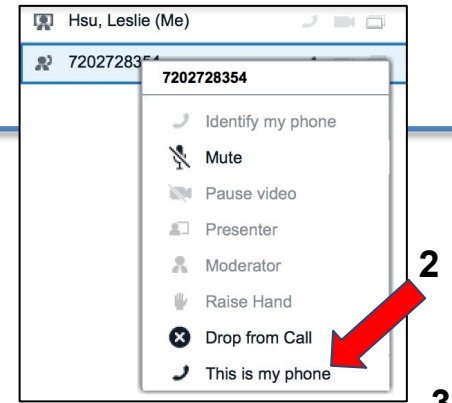 Hsu, Leslie (Me)
7202728354
7202728354
Identify my phone
Mute
Pause video
Presenter
Moderator
2
Raise Hand
Drop from Call
This is my phone
3